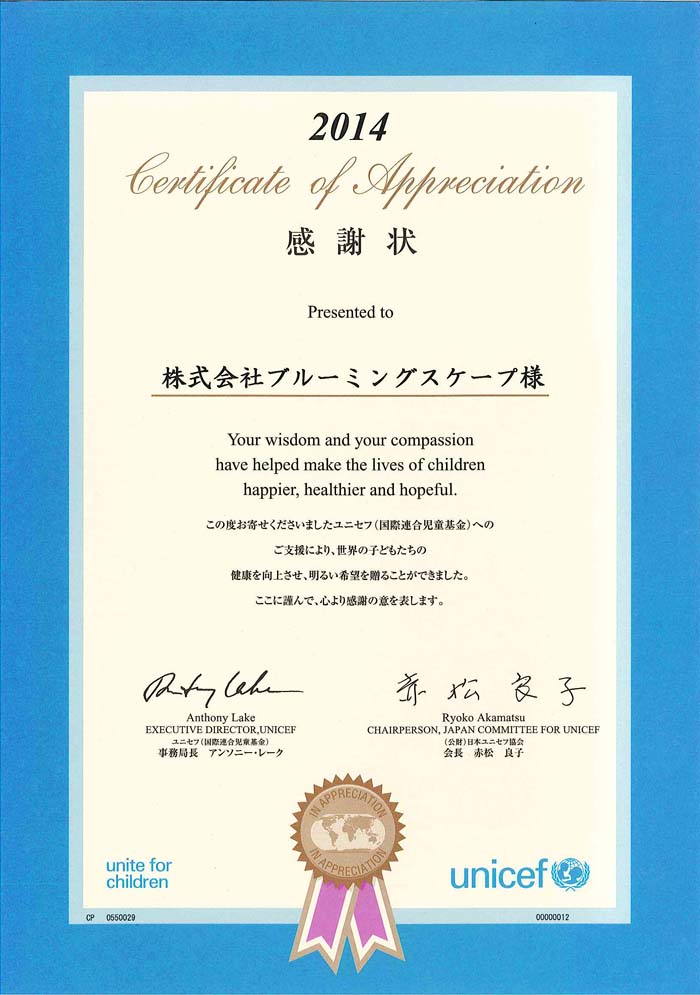 2014
Certificate of Appreciation
感謝状
Presented to
株式会社ブルーミングスケープ様
Your wisdom and your compassion
have helped make the lives of children
happier, healthier and hopeful.
この度お寄せくださいましたユニセフ（国際連合児童基金）への
ご支援により、世界の子どもたちの
健康を向上させ、明るい希望を贈ることができました。
ここに謹んで、心より感謝の意を表します。
Anthony Lake
EXECUTIVE DIRECTOR,UNICEF
ユニセフ（国際連合児童基金）
事務局長 アンソニー・レーク
赤松良子
Ryoko Akamatsu
CHAIRPERSON, JAPAN COMMITTEE FOR UNICEF
（公財）日本ユニセフ協会
会長 赤松 良子
IN APPRECIATION
IN APPRECIATION
unite for
children
unicef
CP 0550029
00000012